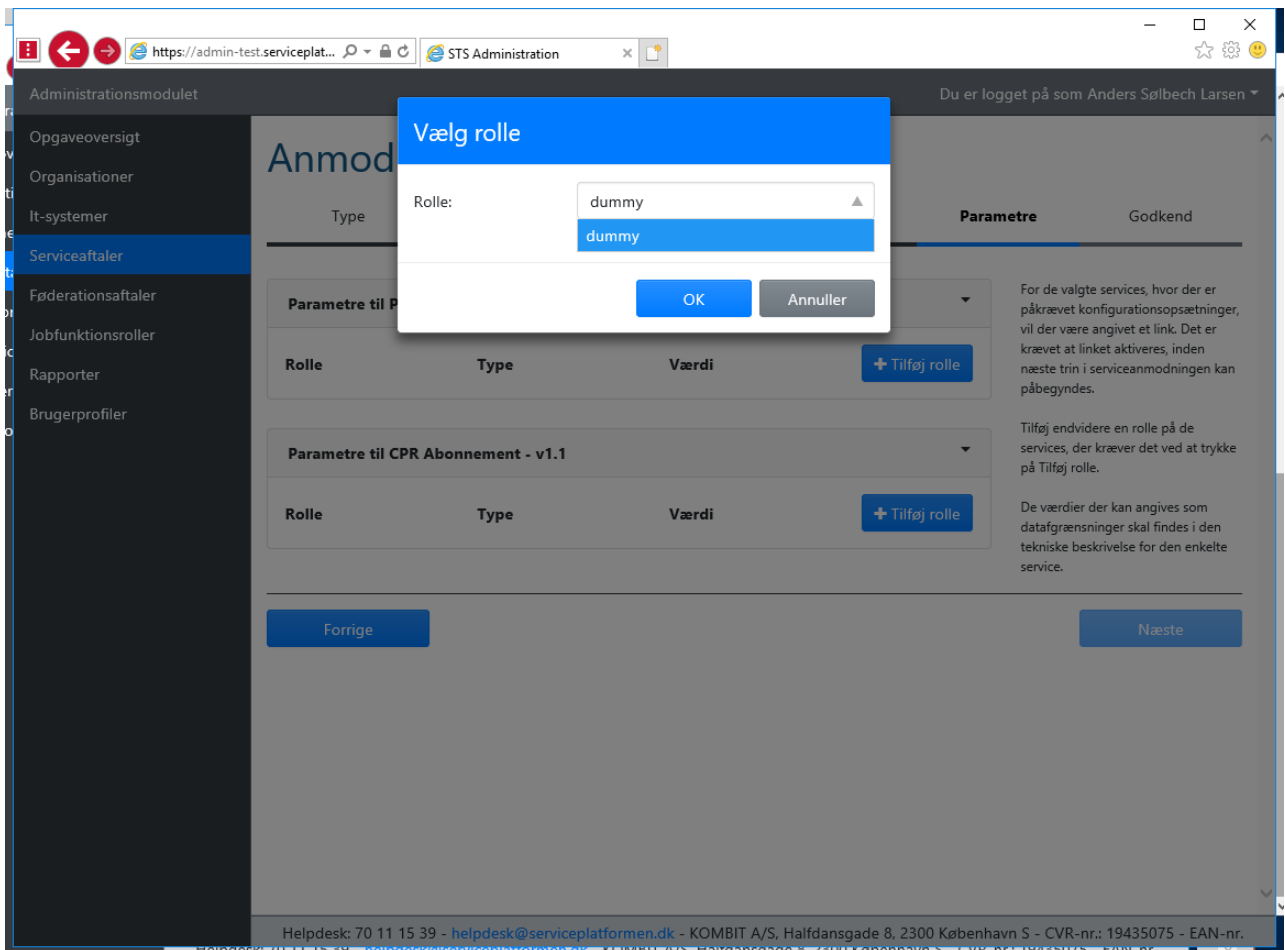 https://admin-test.serviceplat...
STS Administration
Administrationsmodulet
Du er logget på som Anders Sølbech Larsen
Opgaveoversigt
Organisationer
It-systemer
Serviceaftaler
Føderationsaftaler
Jobfunktionsroller
Rapporter
Brugerprofiler
Anmod
Vælg rolle
Rolle:
dummy
dummy
OK
Annuller
Type
Parametre
Godkend
Parametre til P
Rolle
Type
Værdi
Tilføj rolle
Parametre til CPR Abonnement - v1.1
Rolle
Type
Værdi
Tilføj rolle
For de valgte services, hvor der er
påkrævet konfigurationsopsætninger,
vil der være angivet et link. Det er
krævet at linket aktiveres, inden
næste trin i serviceanmodningen kan
påbegyndes.
Tilføj endvidere en rolle på de
services, der kræver det ved at trykke
på Tilføj rolle.
De værdier der kan angives som
datafgrænsninger skal findes i den
tekniske beskrivelse for den enkelte
service.
Forrige
Næste
Helpdesk: 70 11 15 39 - helpdesk@serviceplatformen.dk - KOMBIT A/S, Halfdansgade 8, 2300 København S - CVR-nr.: 19435075 - EAN-nr.